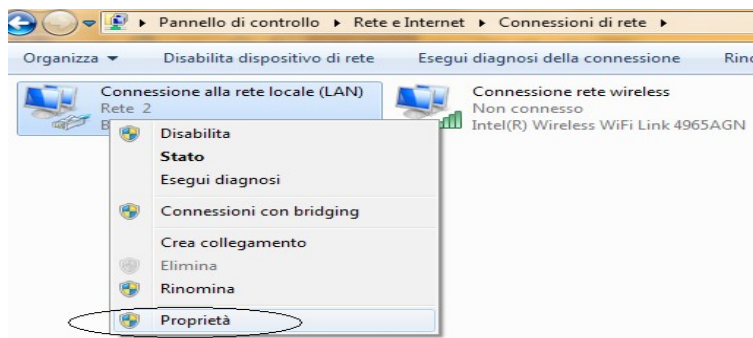 Pannello di controllo ▸ Rete e Internet ▸ Connessioni di rete ▸
Organizza Disabilita dispositivo di rete Esegui diagnosi della connessione
Connessione alla rete locale (LAN)
Rete 2
Connessione rete wireless
Non connesso
Intel(R) Wireless WiFi Link 4965AGN
Disabilita
Stato
Esegui diagnosi
Connessioni con bridging
Crea collegamento
Elimina
Rinomina
Proprietà